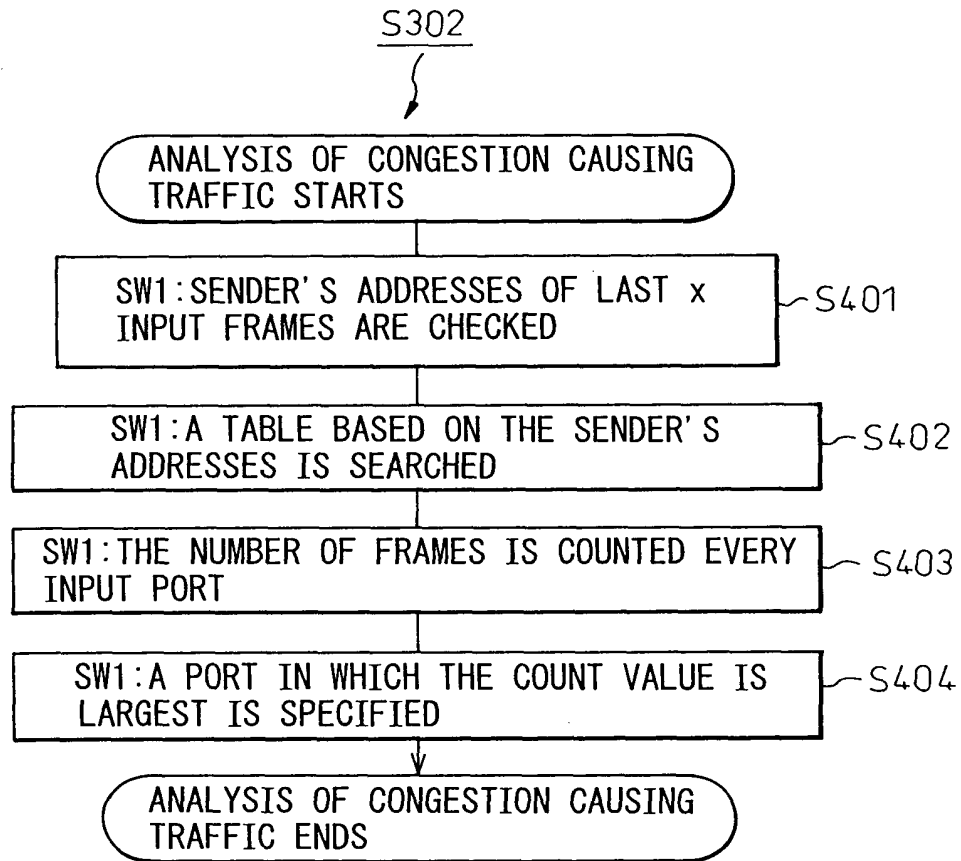 S302
ANALYSIS OF CONGESTION CAUSING
TRAFFIC STARTS
SW1:SENDER'S ADDRESSES OF LAST x
INPUT FRAMES ARE CHECKED
S401
SW1:A TABLE BASED ON THE SENDER'S
ADDRESSES IS SEARCHED
S402
SW1:THE NUMBER OF FRAMES IS COUNTED EVERY
INPUT PORT
S403
SW1:A PORT IN WHICH THE COUNT VALUE IS
LARGEST IS SPECIFIED
S404
ANALYSIS OF CONGESTION CAUSING
TRAFFIC ENDS